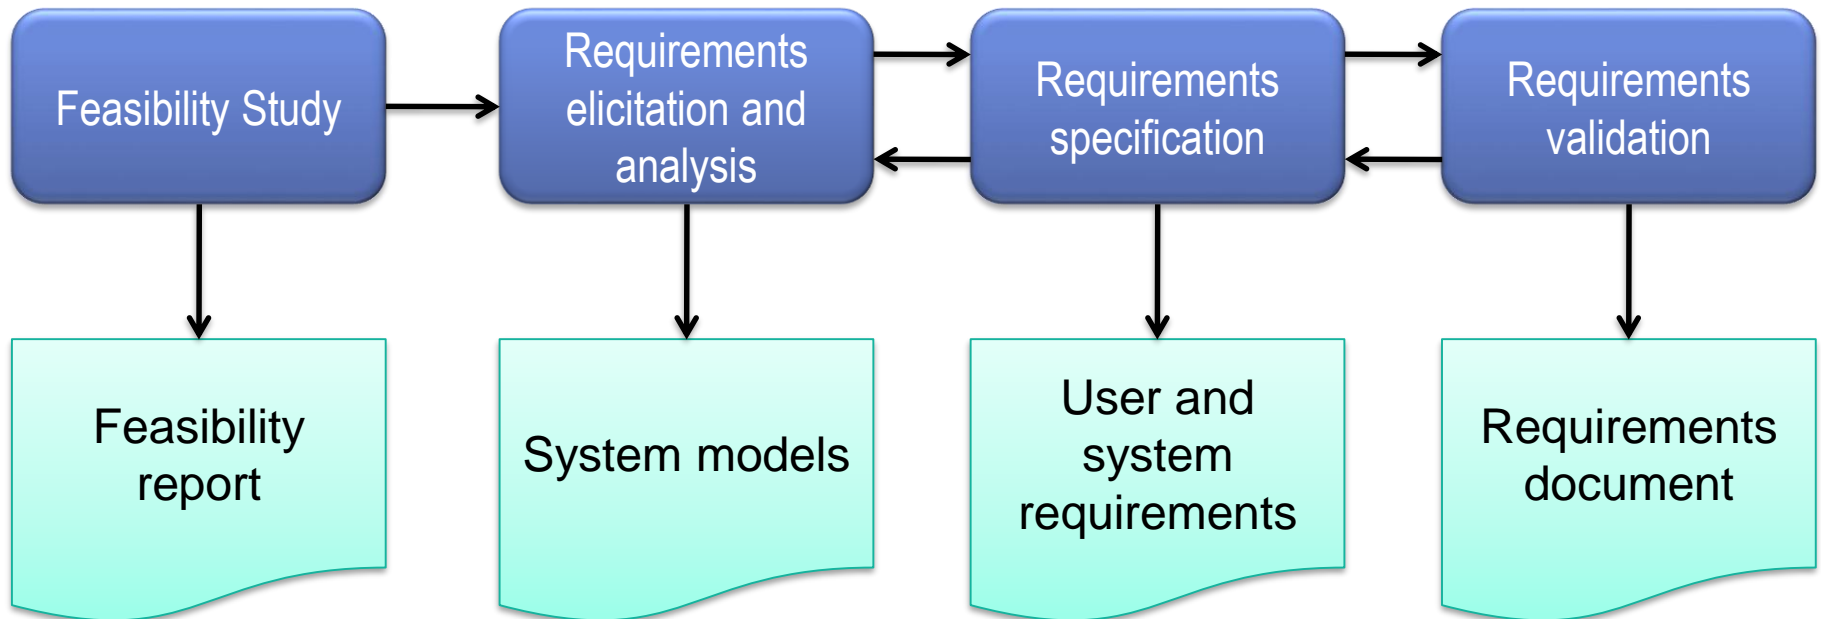 Feasibility Study
Requirements
elicitation and
analysis
Requirements
specification
Requirements
validation
Feasibility
report
System models
User and
system
requirements
Requirements
document